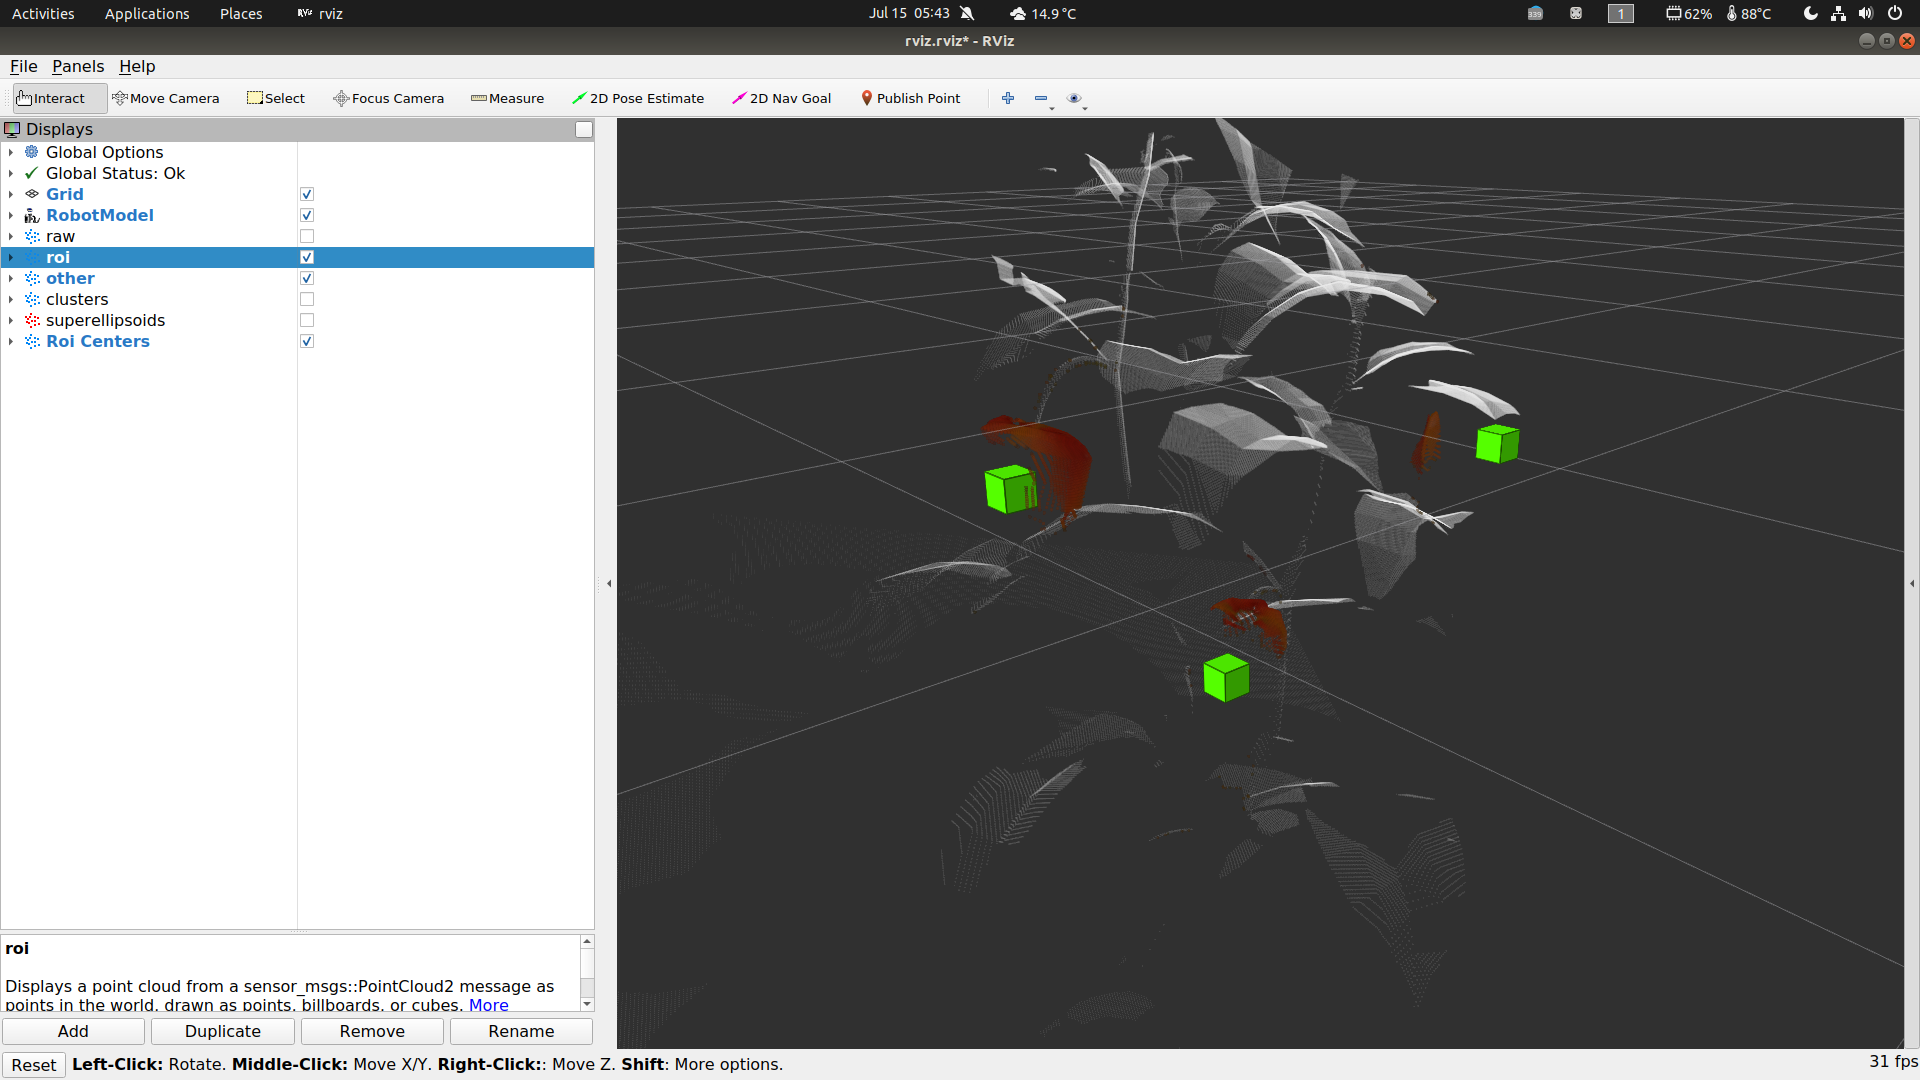 Activities Applications Places RViz rviz Jul 15 05:43 14.9 °C 339 1 62% 88°C
rviz.rviz* - RViz
File Panels Help
Interact Move Camera Select Focus Camera Measure 2D Pose Estimate 2D Nav Goal Publish Point
Displays
Global Options
Global Status: Ok
Grid
RobotModel
raw
roi
other
clusters
superellipsoids
Roi Centers
roi
Displays a point cloud from a sensor_msgs::PointCloud2 message as
points in the world, drawn as points, billboards, or cubes. More
Add Duplicate Remove Rename
Reset Left-Click: Rotate. Middle-Click: Move X/Y. Right-Click:: Move Z. Shift: More options. 31 fps